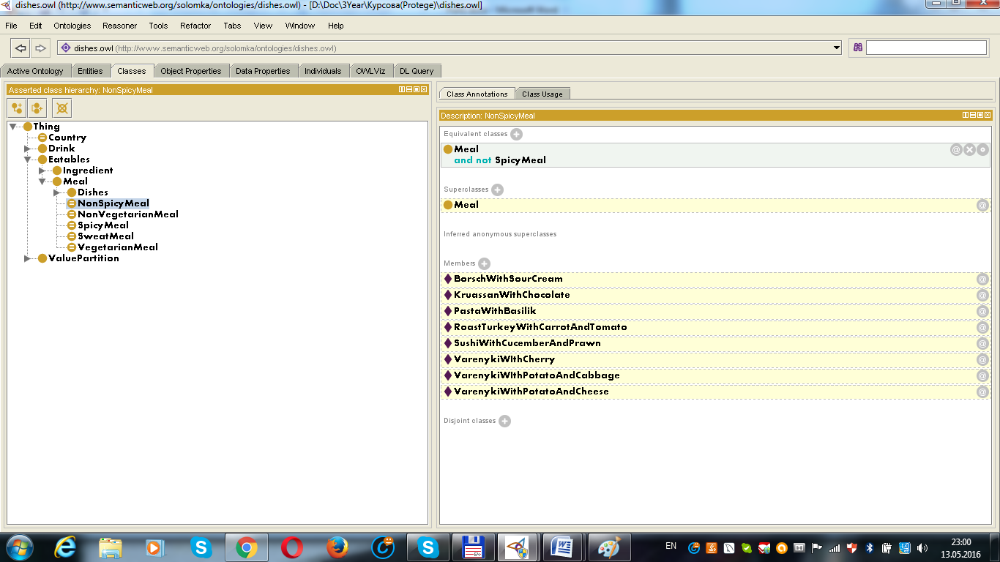 dishes.owl (http://www.semanticweb.org/solomka/ontologies/dishes.owl) - [D:\Doc\3Year\Курсова(Protege)\dishes.owl]
File Edit Ontologies Reasoner Tools Refactor Tabs View Window Help
dishes.owl (http://www.semanticweb.org/solomka/ontologies/dishes.owl)
Active Ontology Entities Classes Object Properties Data Properties Individuals OWLViz DL Query
Asserted class hierarchy: NonSpicyMeal
Thing
Country
Drink
Eatables
Ingredient
Meal
Dishes
NonSpicyMeal
NonVegetarianMeal
SpicyMeal
SweatMeal
VegetarianMeal
ValuePartition
Class Annotations Class Usage
Description: NonSpicyMeal
Equivalent classes
Meal
and not SpicyMeal
Superclasses
Meal
Inferred anonymous superclasses
Members
BorschWithSourCream
KruassanWithChocolate
PastaWithBasilik
RoastTurkeyWithCarrotAndTomato
SushiWithCucemberAndPrawn
VarenykiWIthCherry
VarenykiWIthPotatoAndCabbage
VarenykiWithPotatoAndCheese
Disjoint classes
EN
23:00
13.05.2016